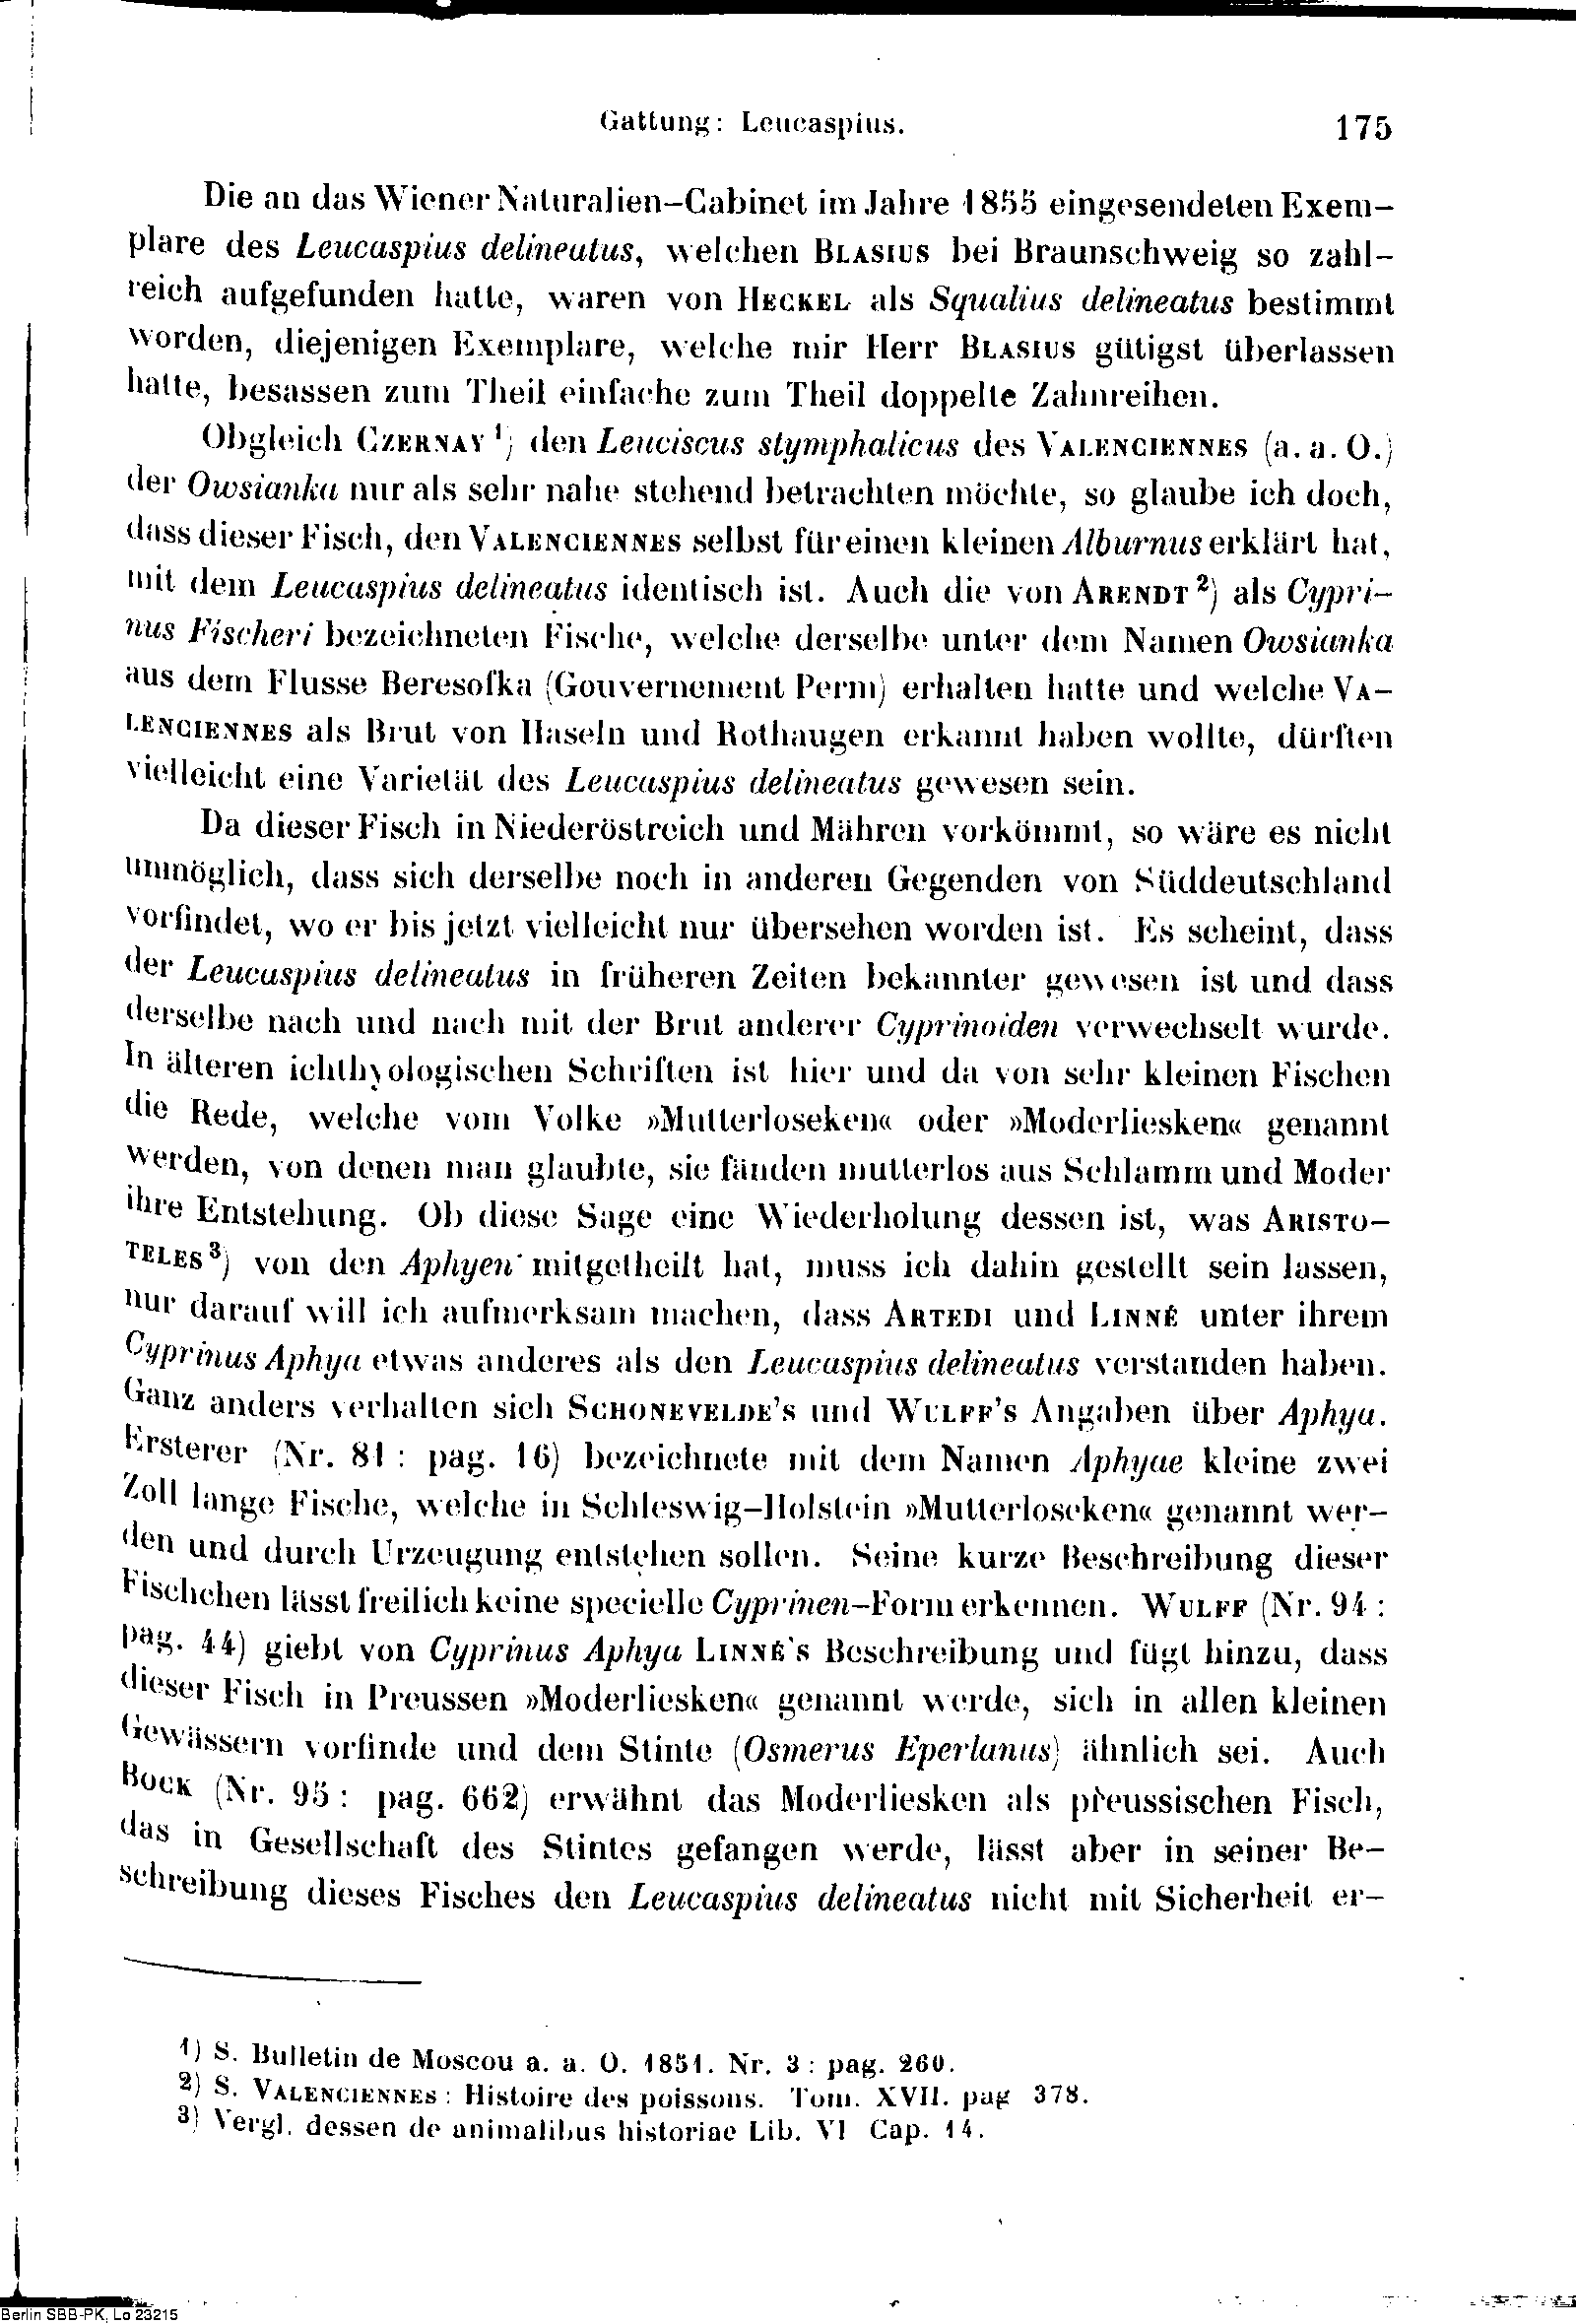 Gattung: Leucaspius.
175
Die an das Wiener Naturalien-Cabinet im Jahre 1855 eingesendeten Exem-
plare des Leucaspius delineatus, welchen BLASIUS bei Braunschweig so zahl-
reich aufgefunden hatte, waren von HECKEL als Squalius delineatus bestimmt
worden, diejenigen Exemplare, welche mir Herr BLASIUS gütigst überlassen
hatte, besassen zum Theil einfache zum Theil doppelte Zahnreihen.
Obgleich CZERNAY 1) den Leuciscus stymphalicus des VALENCIENNES (a. a. O.)
der Owsianka nur als sehr nahe stehend betrachten möchte, so glaube ich doch,
dass dieser Fisch, den VALENCIENNES selbst für einen kleinen Alburnus erklärt hat,
mit dem Leucaspius delineatus identisch ist. Auch die von ARENDT 2) als Cypri-
nus Fischeri bezeichneten Fische, welche derselbe unter dem Namen Owsianka
aus dem Flusse Beresofka (Gouvernement Perm) erhalten hatte und welche VA-
LENCIENNES als Brut von Haseln und Rothaugen erkannt haben wollte, dürften
vielleicht eine Varietät des Leucaspius delineatus gewesen sein.
Da dieser Fisch in Niederöstreich und Mähren vorkömmt, so wäre es nicht
unmöglich, dass sich derselbe noch in anderen Gegenden von Süddeutschland
vorfindet, wo er bis jetzt vielleicht nur übersehen worden ist. Es scheint, dass
der Leucaspius delineatus in früheren Zeiten bekannter gewesen ist und dass
derselbe nach und nach mit der Brut anderer Cyprinoiden verwechselt wurde.
In älteren ichthyologischen Schriften ist hier und da von sehr kleinen Fischen
die Rede, welche vom Volke »Mutterloseken« oder »Moderliesken« genannt
werden, von denen man glaubte, sie fänden mutterlos aus Schlamm und Moder
ihre Entstehung. Ob diese Sage eine Wiederholung dessen ist, was ARISTO-
TELES 3) von den Aphyen mitgetheilt hat, muss ich dahin gestellt sein lassen,
nur darauf will ich aufmerksam machen, dass ARTEDI und LINNÉ unter ihrem
Cyprinus Aphya etwas anderes als den Leucaspius delineatus verstanden haben.
Ganz anders verhalten sich SCHONEVELDE'S und WULFF'S Angaben über Aphya.
Ersterer (Nr. 81 : pag. 16) bezeichnete mit dem Namen Aphyae kleine zwei
Zoll lange Fische, welche in Schleswig-Holstein »Mutterloseken« genannt wer-
den und durch Urzeugung entstehen sollen. Seine kurze Beschreibung dieser
Fischchen lässt freilich keine specielle Cyprinen-Form erkennen. WULFF (Nr. 94 :
pag. 44) giebt von Cyprinus Aphya LINNÉ'S Beschreibung und fügt hinzu, dass
dieser Fisch in Preussen »Moderliesken« genannt werde, sich in allen kleinen
Gewässern vorfinde und dem Stinte (Osmerus Eperlanus) ähnlich sei. Auch
BOCK (Nr. 95 : pag. 662) erwähnt das Moderliesken als preussischen Fisch,
das in Gesellschaft des Stintes gefangen werde, lässt aber in seiner Be-
schreibung dieses Fisches den Leucaspius delineatus nicht mit Sicherheit er-
1) S. Bulletin de Moscou a. a. O. 1851. Nr. 3 : pag. 260.
2) S. VALENCIENNES : Histoire des poissons. Tom. XVII. pag 378.
3) Vergl. dessen de animalibus historiae Lib. VI Cap. 14.
Berlin SBB-PK, Lo 23215